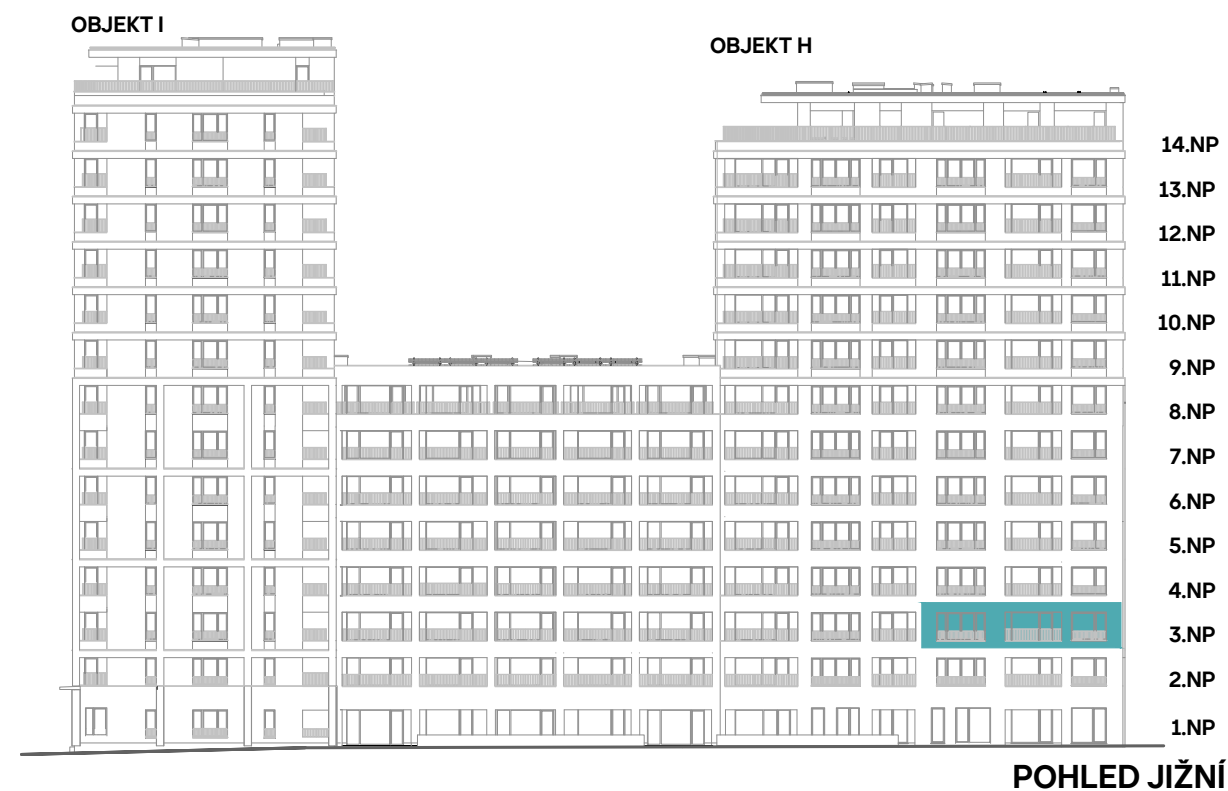 OBJEKT I
OBJEKT H
14.NP
13.NP
12.NP
11.NP
10.NP
9.NP
8.NP
7.NP
6.NP
5.NP
4.NP
3.NP
2.NP
1.NP
POHLED JIŽNÍ